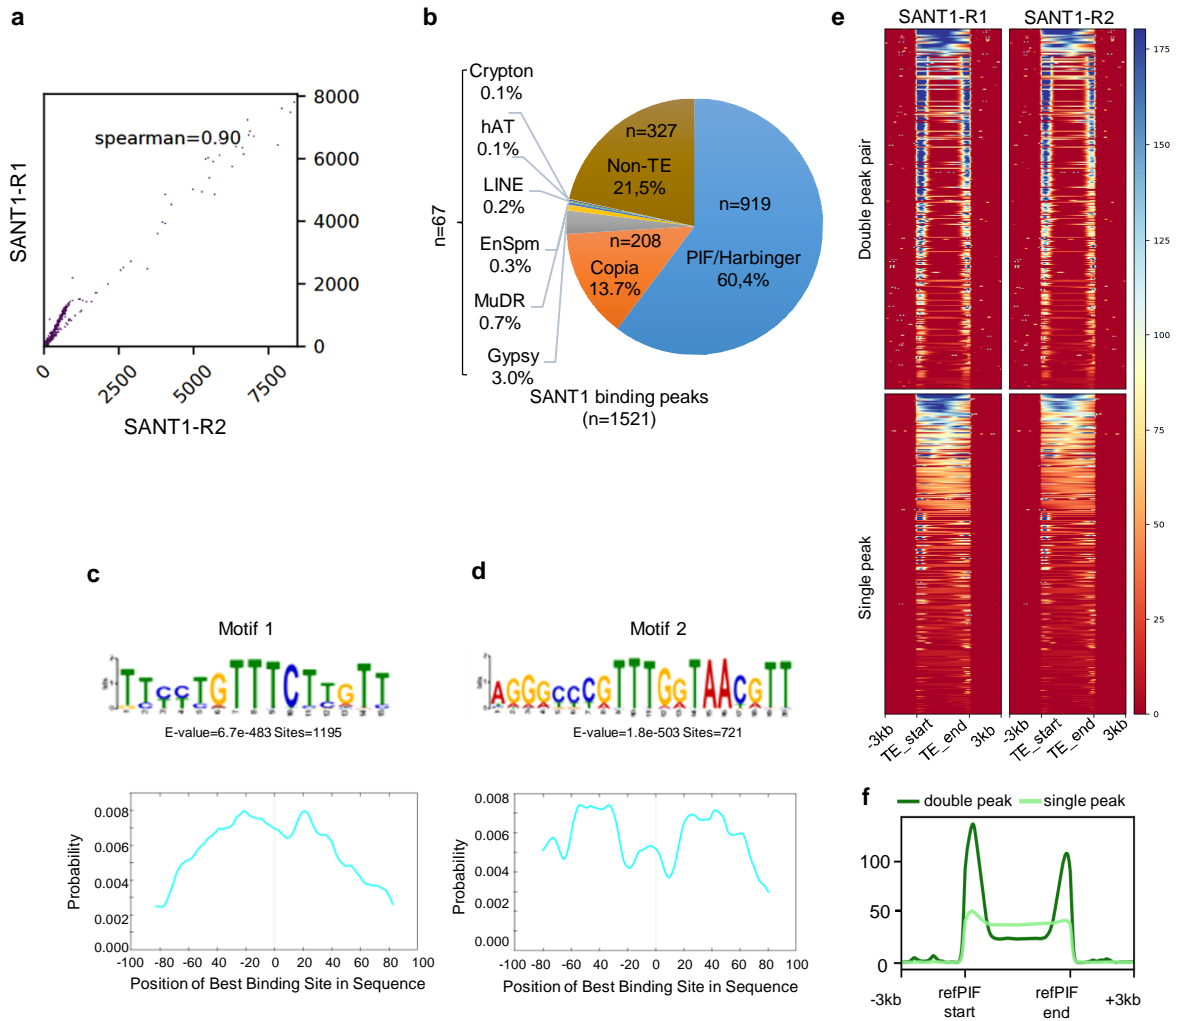 a
spearman=0.90
SANT1-R1
8000
6000
4000
2000
0
0
2500
5000
7500
SANT1-R2
b
n=67
Crypton
0.1%
hAT
0.1%
LINE
0.2%
EnSpm
0.3%
MuDR
0.7%
Gypsy
3.0%
n=327
Non-TE
21,5%
n=919
PIF/Harbinger
60,4%
n=208
Copia
13.7%
SANT1 binding peaks
(n=1521)
c
Motif 1
TTCCTGTTTCTTGTT
E-value=6.7e-483 Sites=1195
Probability
0.008
0.006
0.004
0.002
0.000
-100 -80 -60 -40 -20 0 20 40 60 80 100
Position of Best Binding Site in Sequence
d
Motif 2
AGGGCCCGTTTGGTAACGTT
E-value=1.8e-503 Sites=721
Probability
0.008
0.006
0.004
0.002
0.000
-100 -80 -60 -40 -20 0 20 40 60 80 100
Position of Best Binding Site in Sequence
e
SANT1-R1
SANT1-R2
Double peak pair
Single peak
175
150
125
100
75
50
25
0
-3kb TE_start TE_end 3kb
-3kb TE_start TE_end 3kb
f
double peak
single peak
100
50
0
-3kb
refPIF
start
refPIF
end
+3kb